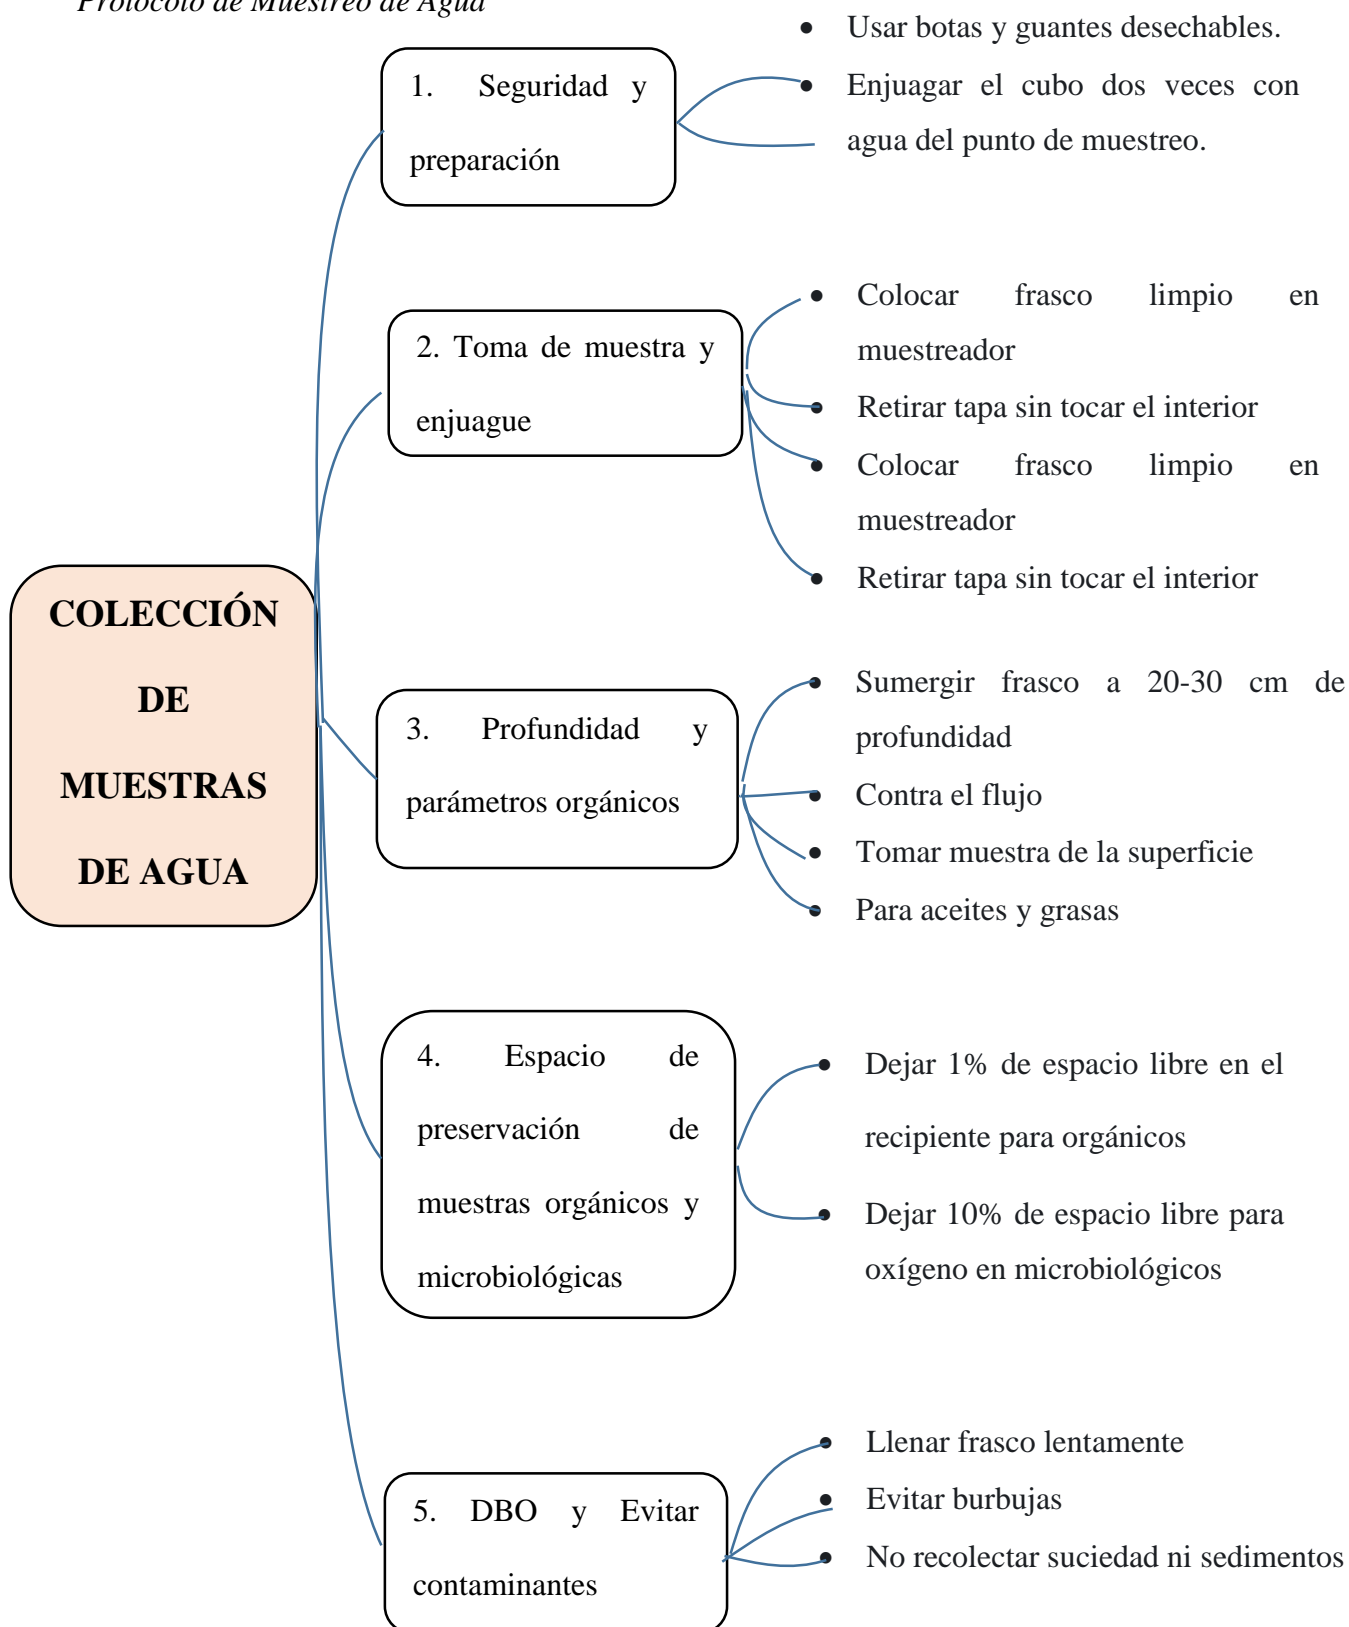 Protocolo de Muestreo de Agua
• Usar botas y guantes desechables.
• Enjuagar el cubo dos veces con
agua del punto de muestreo.
1. Seguridad y
preparación
• Colocar frasco limpio en
muestreador
• Retirar tapa sin tocar el interior
• Colocar frasco limpio en
muestreador
• Retirar tapa sin tocar el interior
2. Toma de muestra y
enjuague
COLECCIÓN
DE
MUESTRAS
DE AGUA
• Sumergir frasco a 20-30 cm de
profundidad
• Contra el flujo
• Tomar muestra de la superficie
• Para aceites y grasas
3. Profundidad y
parámetros orgánicos
4. Espacio de
preservación de
muestras orgánicos y
microbiológicas
• Dejar 1% de espacio libre en el
recipiente para orgánicos
• Dejar 10% de espacio libre para
oxígeno en microbiológicos
• Llenar frasco lentamente
• Evitar burbujas
• No recolectar suciedad ni sedimentos
5. DBO y Evitar
contaminantes